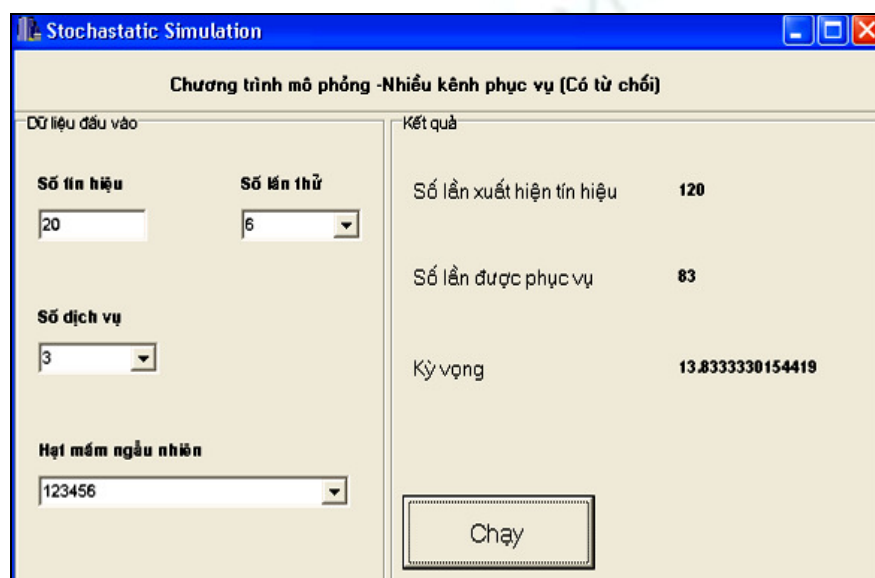 Stochastatic Simulation
Chương trình mô phỏng -Nhiều kênh phục vụ (Có từ chối)
Dữ liệu đầu vào
Số tín hiệu
Số lần thử
20
6
Số dịch vụ
3
Hạt mầm ngẫu nhiên
123456
Kết quả
Số lần xuất hiện tín hiệu
120
Số lần được phục vụ
83
Kỳ vọng
13.8333330154419
Chạy